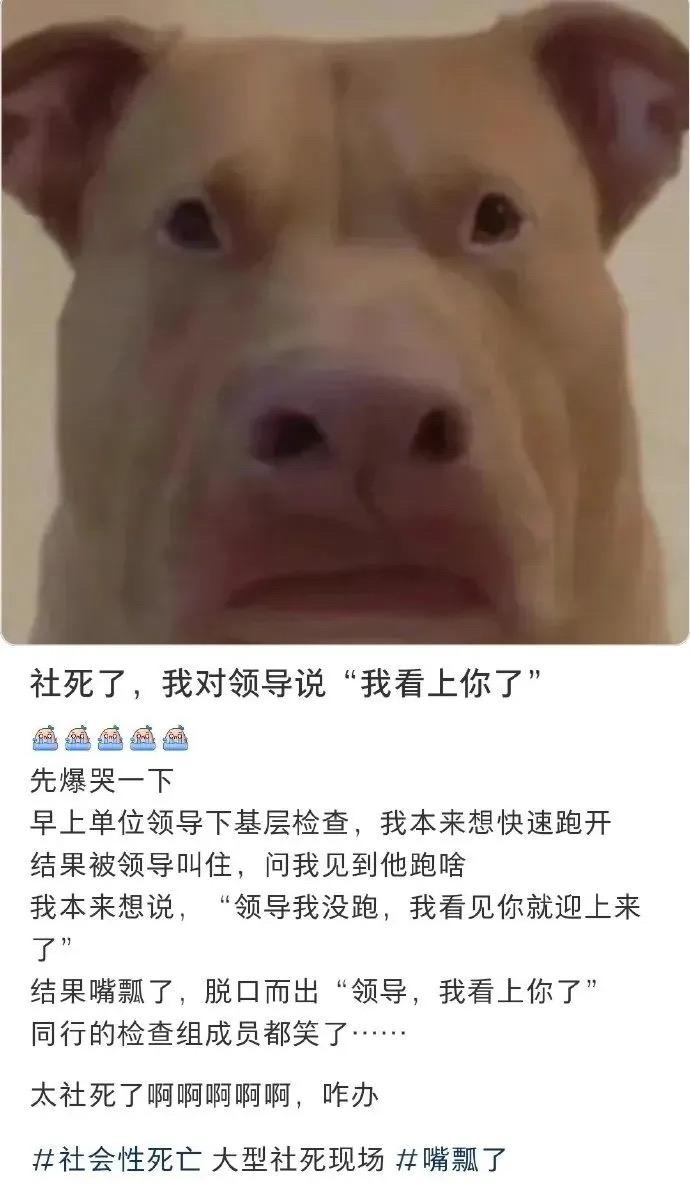 社死了，我对领导说“我看上你了”
先爆哭一下
早上单位领导下基层检查，我本来想快速跑开
结果被领导叫住，问我见到他跑啥
我本来想说，“领导我没跑，我看见你就迎上来
了”
结果嘴瓢了，脱口而出“领导，我看上你了”
同行的检查组成员都笑了……
太社死了啊啊啊啊啊，咋办
#社会性死亡 大型社死现场 #嘴瓢了